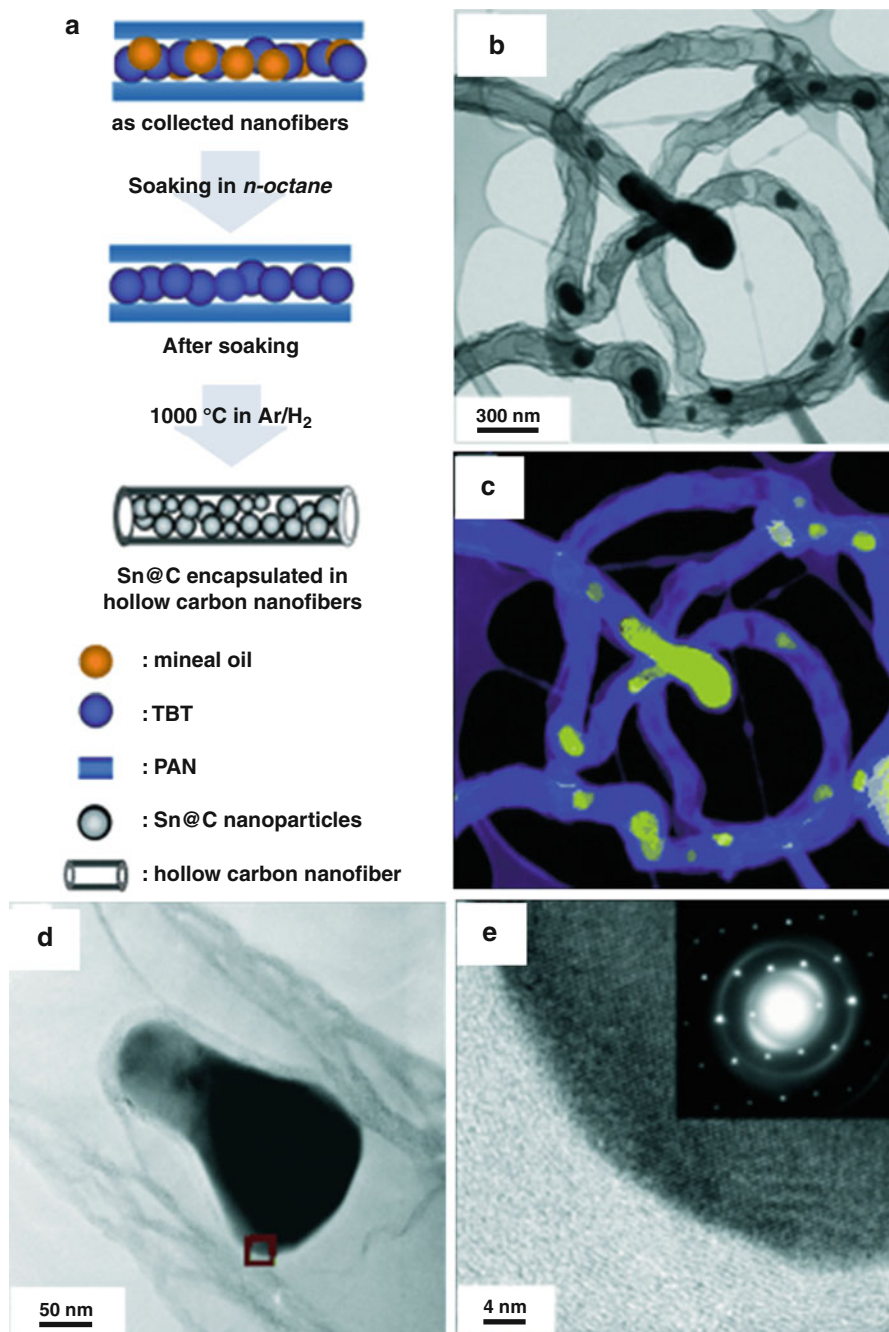 a
as collected nanofibers
Soaking in n-octane
After soaking
1000 °C in Ar/H₂
Sn@C encapsulated in
hollow carbon nanofibers
: mineal oil
: TBT
: PAN
: Sn@C nanoparticles
: hollow carbon nanofiber
b
300 nm
c
d
50 nm
e
4 nm